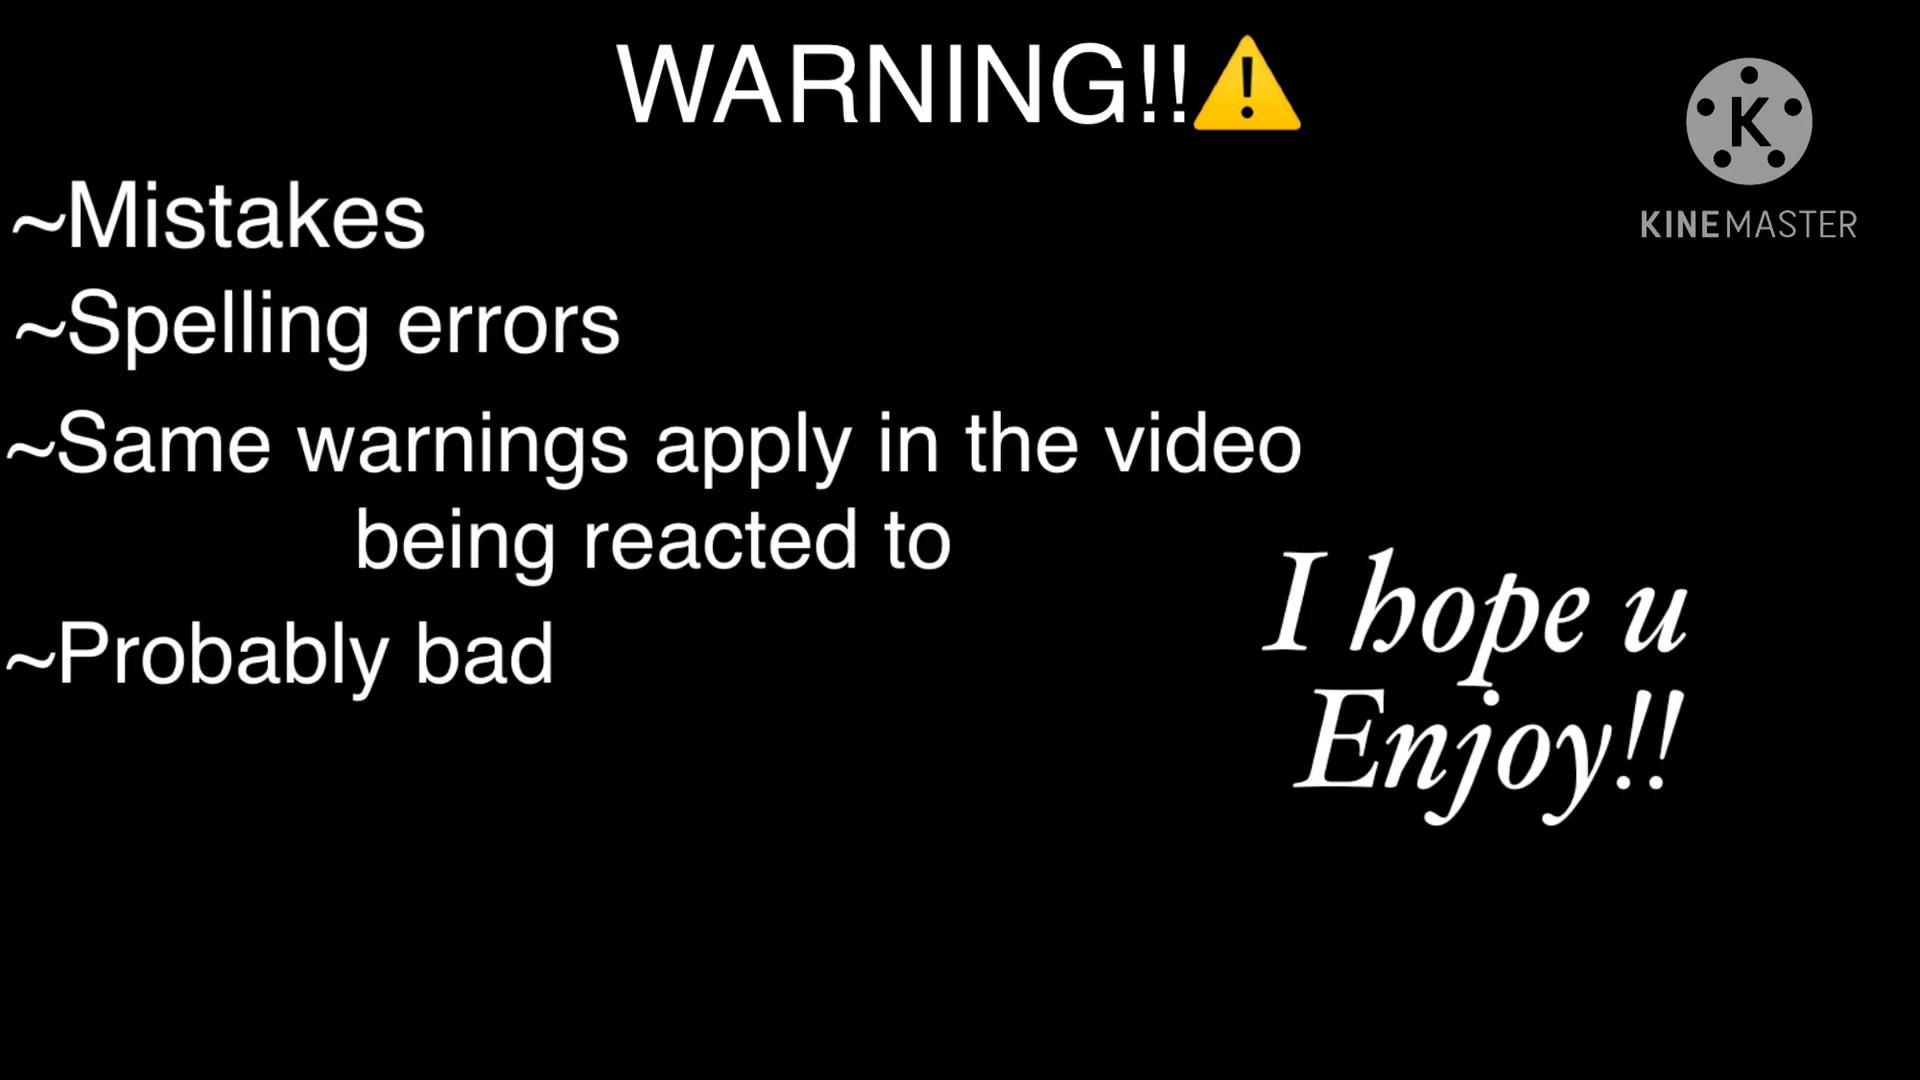 WARNING!!⚠️
K
KINEMASTER
~Mistakes
~Spelling errors
~Same warnings apply in the video
being reacted to
~Probably bad
I hope u
Enjoy!!